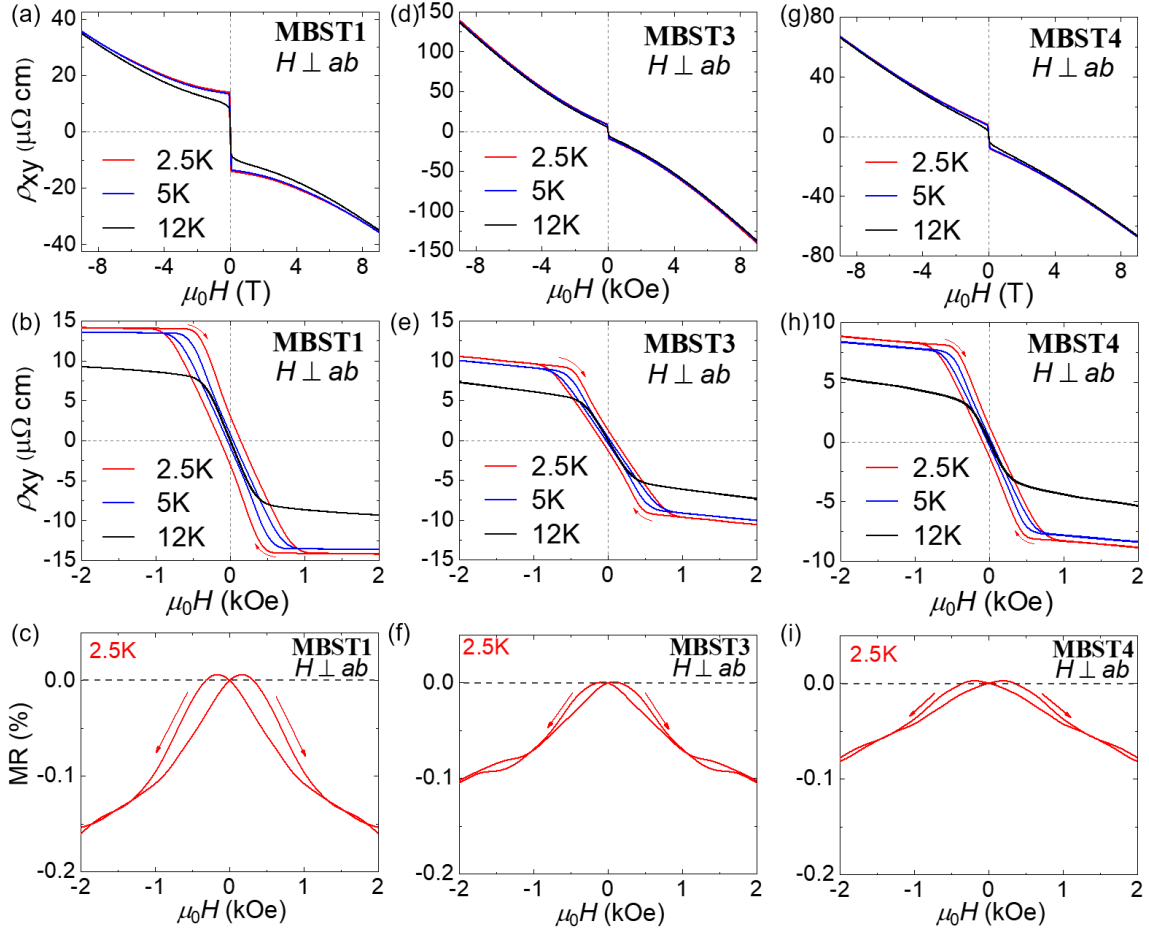 (a)
MBST1
H ⊥ ab
ρxy (μΩ cm)
40
20
0
-20
-40
2.5K
5K
12K
-8 -4 0 4 8
μ0H (T)
(d)
MBST3
H ⊥ ab
150
100
50
0
-50
-100
-150
2.5K
5K
12K
-8 -4 0 4 8
μ0H (kOe)
(g)
MBST4
H ⊥ ab
80
40
0
-40
-80
2.5K
5K
12K
-8 -4 0 4 8
μ0H (T)
(b)
MBST1
H ⊥ ab
ρxy (μΩ cm)
15
10
5
0
-5
-10
-15
2.5K
5K
12K
-2 -1 0 1 2
μ0H (kOe)
(e)
MBST3
H ⊥ ab
15
10
5
0
-5
-10
-15
2.5K
5K
12K
-2 -1 0 1 2
μ0H (kOe)
(h)
MBST4
H ⊥ ab
10
5
0
-5
-10
2.5K
5K
12K
-2 -1 0 1 2
μ0H (kOe)
(c)
2.5K
MBST1
H ⊥ ab
MR (%)
0.0
-0.1
-0.2
-2 -1 0 1 2
μ0H (kOe)
(f)
2.5K
MBST3
H ⊥ ab
0.0
-0.1
-0.2
-2 -1 0 1 2
μ0H (kOe)
(i)
2.5K
MBST4
H ⊥ ab
0.0
-0.1
-0.2
-2 -1 0 1 2
μ0H (kOe)